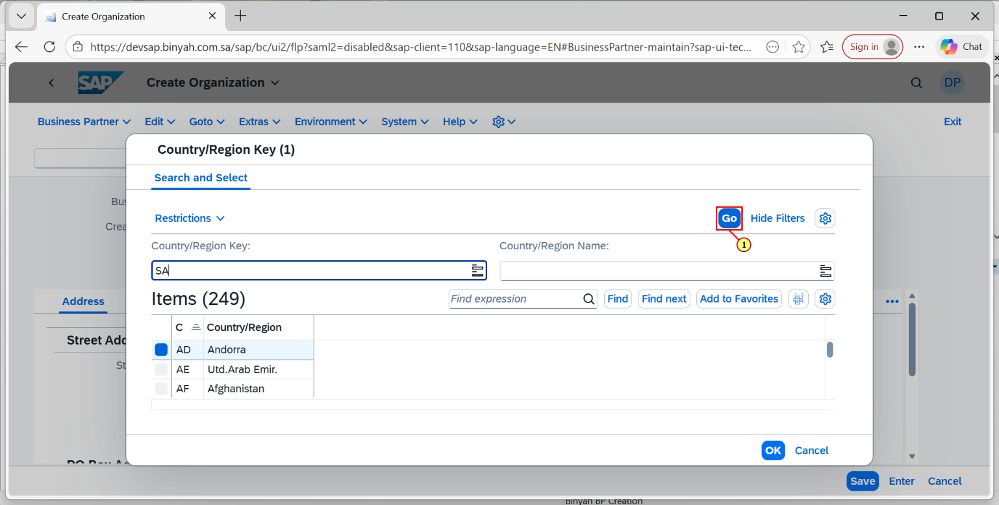 Create Organization
https://devsap.binyah.com.sa/sap/bc/ui2/flp?saml2=disabled&sap-client=110&sap-language=EN#BusinessPartner-maintain?sap-ui-tec...
Sign in
Chat
SAP
Create Organization
DP
Business Partner
Edit
Goto
Extras
Environment
System
Help
Exit
Country/Region Key (1)
Search and Select
Bus
Restrictions
Go
Hide Filters
Crea
1
Country/Region Key:
Country/Region Name:
SA
Items (249)
Find expression
Find
Find next
Add to Favorites
Address
C
Country/Region
Street Add
AD
Andorra
St
AE
Utd.Arab Emir.
AF
Afghanistan
OK
Cancel
Save
Enter
Cancel
Binyah BP Creation